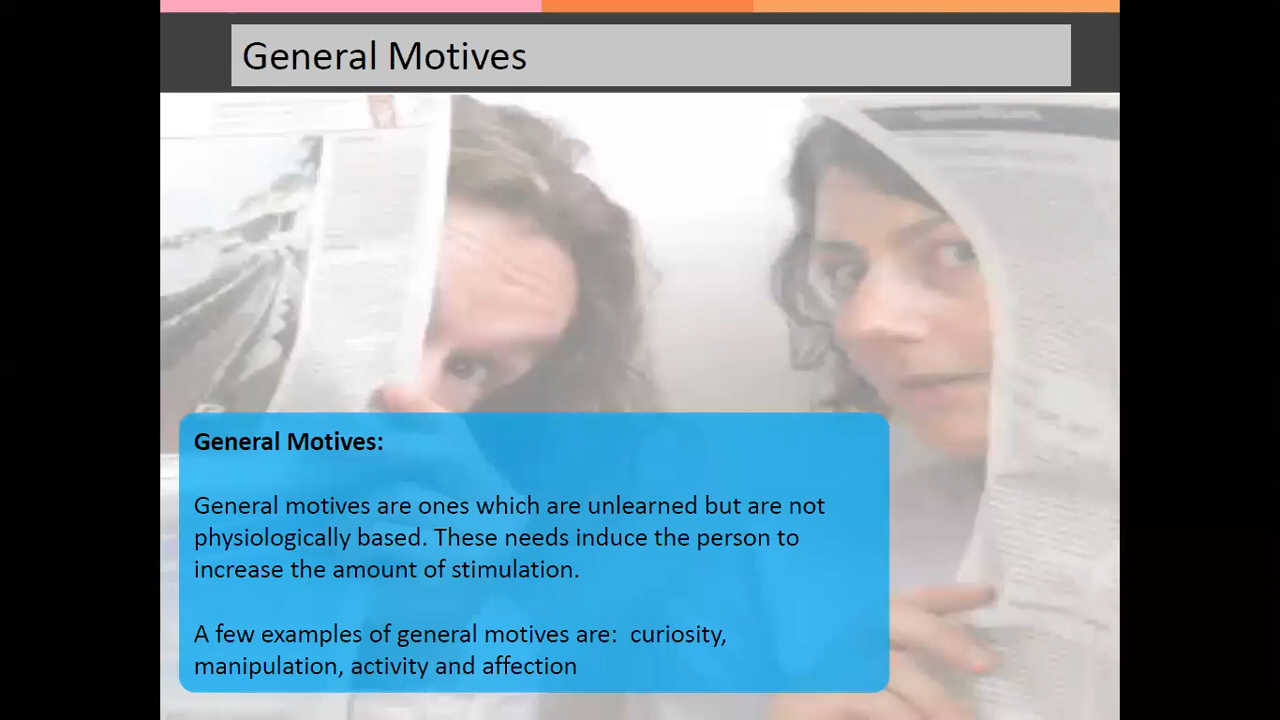 General Motives
General Motives:
General motives are ones which are unlearned but are not
physiologically based. These needs induce the person to
increase the amount of stimulation.
A few examples of general motives are:  curiosity,
manipulation, activity and affection